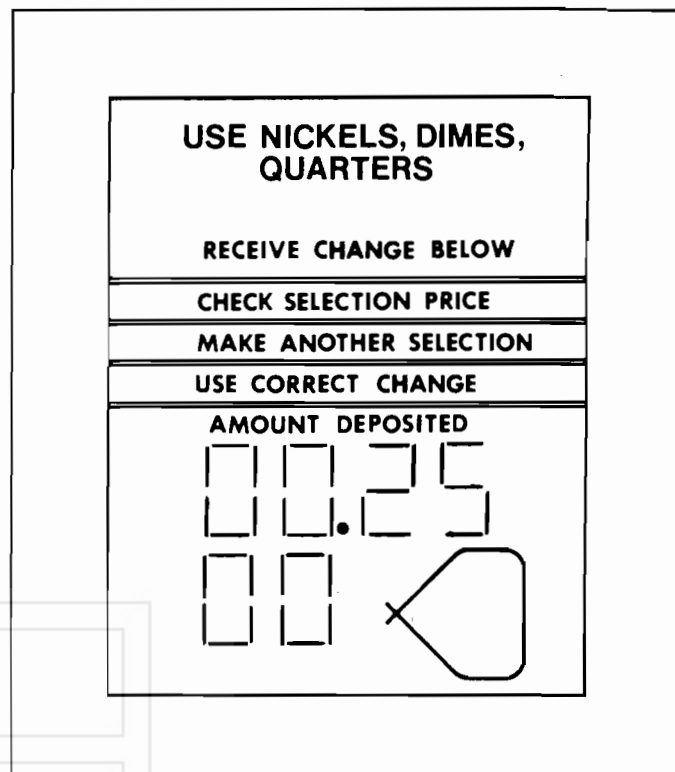 USE NICKELS, DIMES,
QUARTERS
RECEIVE CHANGE BELOW
CHECK SELECTION PRICE
MAKE ANOTHER SELECTION
USE CORRECT CHANGE
AMOUNT DEPOSITED
00.25
00